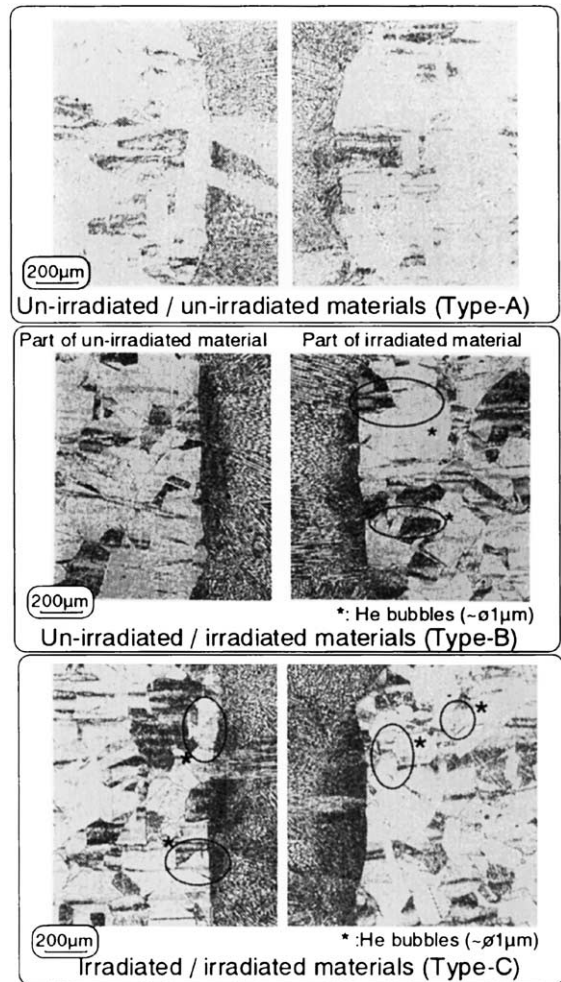 200µm
Un-irradiated / un-irradiated materials (Type-A)
Part of un-irradiated material
Part of irradiated material
*
*
200µm
*: He bubbles (~ø1µm)
Un-irradiated / irradiated materials (Type-B)
*
*
*
*
200µm
* :He bubbles (~ø1µm)
Irradiated / irradiated materials (Type-C)